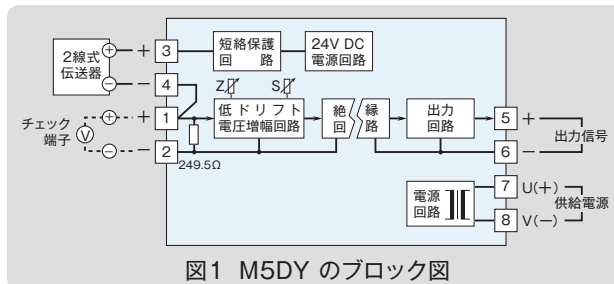 2線式
伝送器
+
−
+
3
−
4
短絡保護
回　路
24V DC
電源回路
Z
S
チェック
端子
V
+
−
+
1
−
2
249.5Ω
低ドリフト
電圧増幅回路
絶　縁
回　路
出力
回路
5
+
6
−
出力信号
電源
回路
7
U(+)
8
V(−)
供給電源
図1 M5DY のブロック図